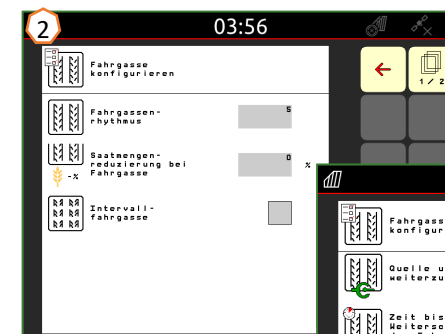 2
03:56
Fahrgasse
konfigurieren
1 / 2
Fahrgassen-
rhythmus
5
Saatmengen-
reduzierung bei
Fahrgasse
-%
0
%
Intervall-
fahrgasse
Fahrgass
konfigur
Quelle u
weiterzu
Zeit bis
Weiterso